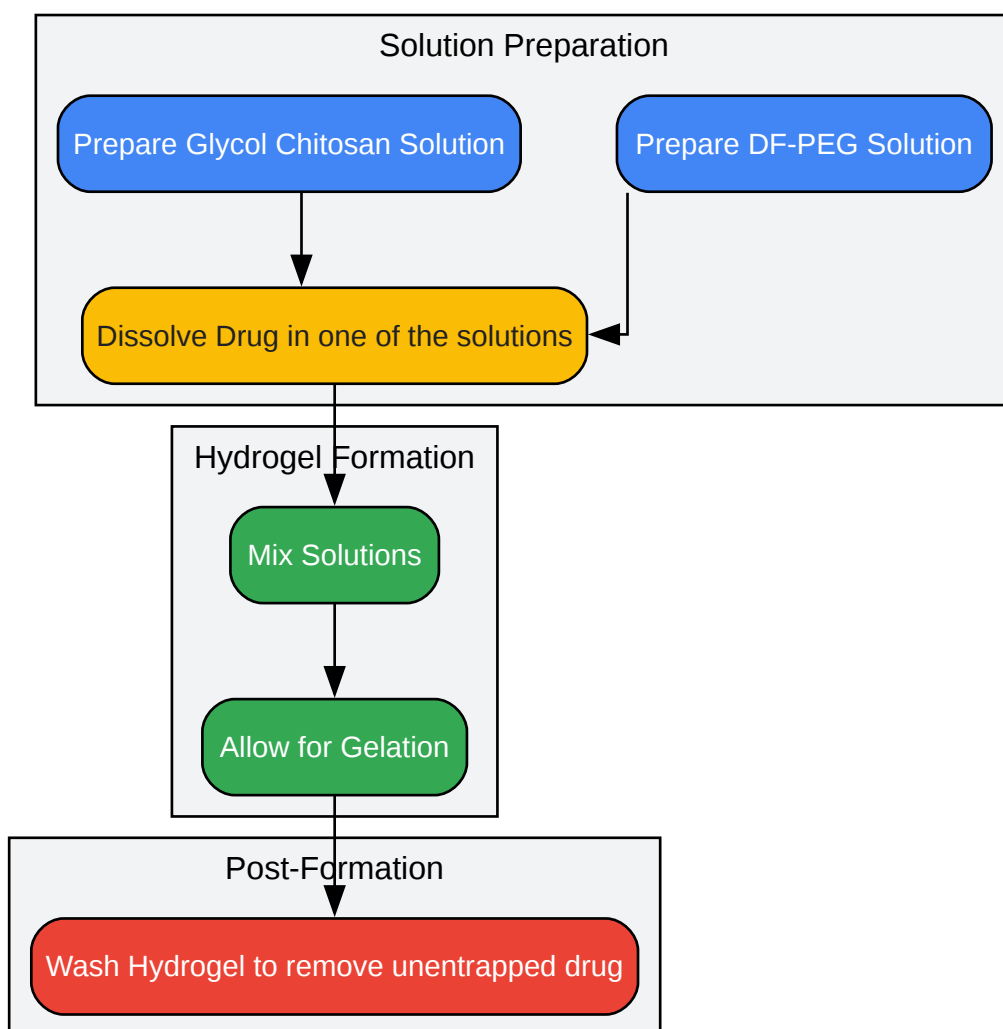 Solution Preparation
Prepare Glycol Chitosan Solution
Prepare DF-PEG Solution
Dissolve Drug in one of the solutions
Hydrogel Formation
Mix Solutions
Allow for Gelation
Post-Formation
Wash Hydrogel to remove unentrapped drug